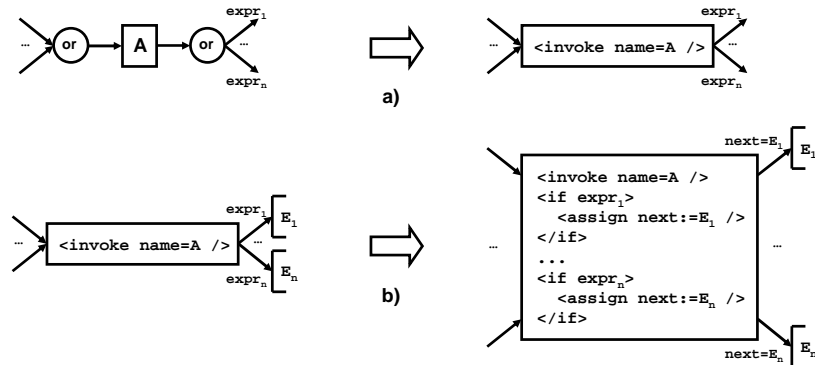 expr₁ expr₁
... or A or ... ... <invoke name=A /> ...
exprₙ exprₙ
a)
next=E₁ E₁
<invoke name=A />
expr₁ E₁ <if expr₁>
<assign next:=E₁ />
... <invoke name=A /> ... </if>
... ... ...
exprₙ Eₙ <if exprₙ>
b) <assign next:=Eₙ />
</if>
next=Eₙ Eₙ